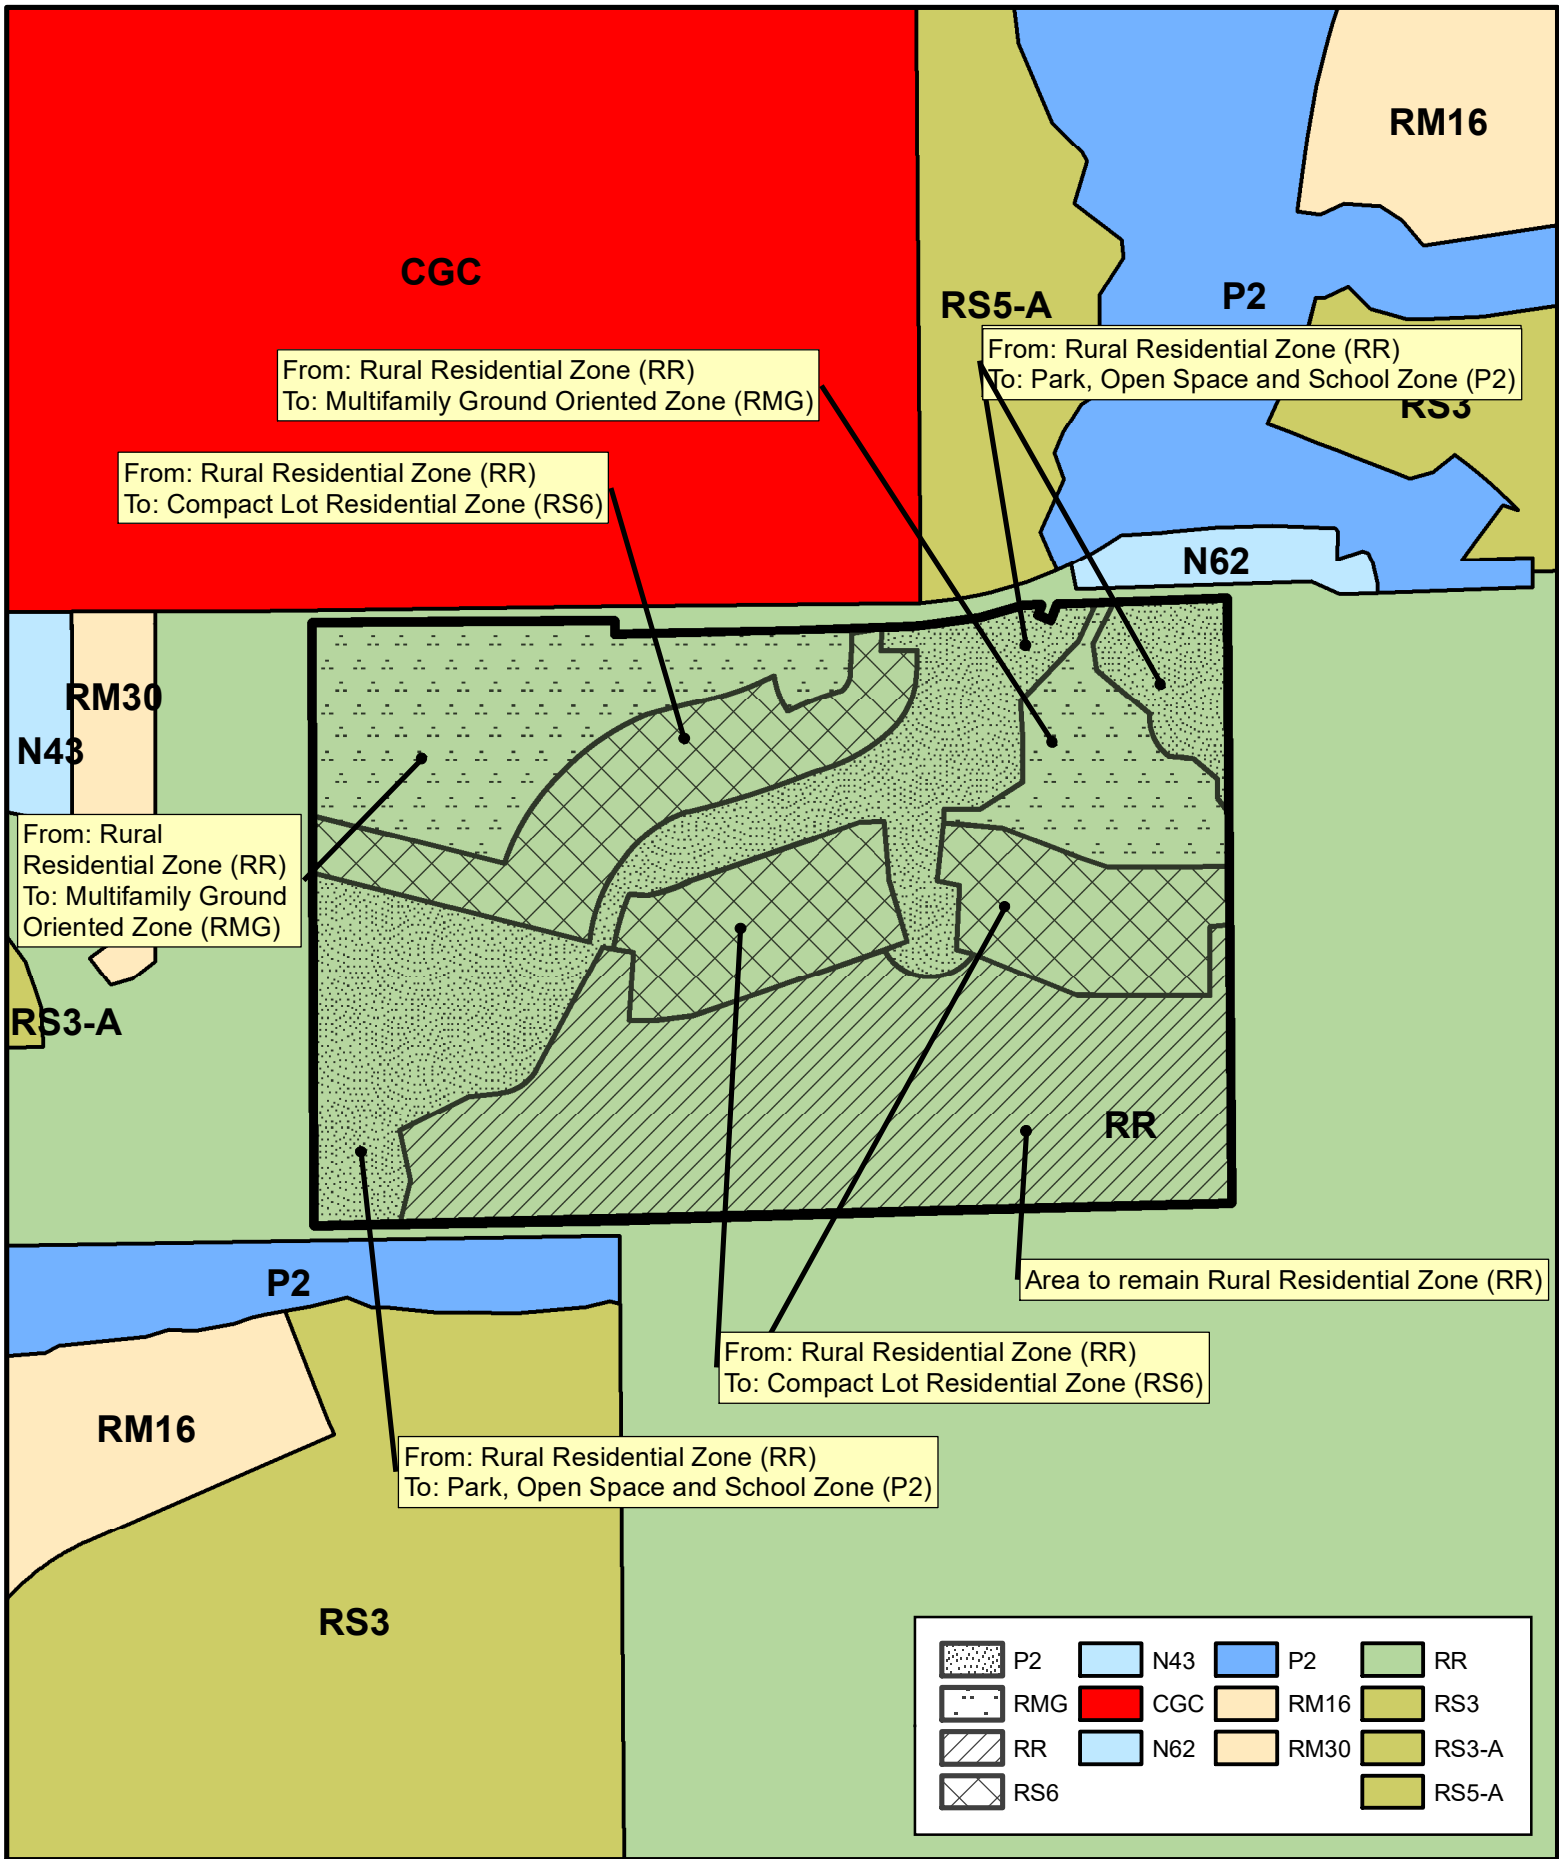 RM16
CGC
RS5-A
P2
From: Rural Residential Zone (RR)
To: Park, Open Space and School Zone (P2)
RS3
From: Rural Residential Zone (RR)
To: Multifamily Ground Oriented Zone (RMG)
From: Rural Residential Zone (RR)
To: Compact Lot Residential Zone (RS6)
N62
RM30
N43
From: Rural
Residential Zone (RR)
To: Multifamily Ground
Oriented Zone (RMG)
RS3-A
RR
Area to remain Rural Residential Zone (RR)
P2
From: Rural Residential Zone (RR)
To: Compact Lot Residential Zone (RS6)
RM16
From: Rural Residential Zone (RR)
To: Park, Open Space and School Zone (P2)
RS3
P2 N43 P2 RR
RMG CGC RM16 RS3
RR N62 RM30 RS3-A
RS6 RS5-A